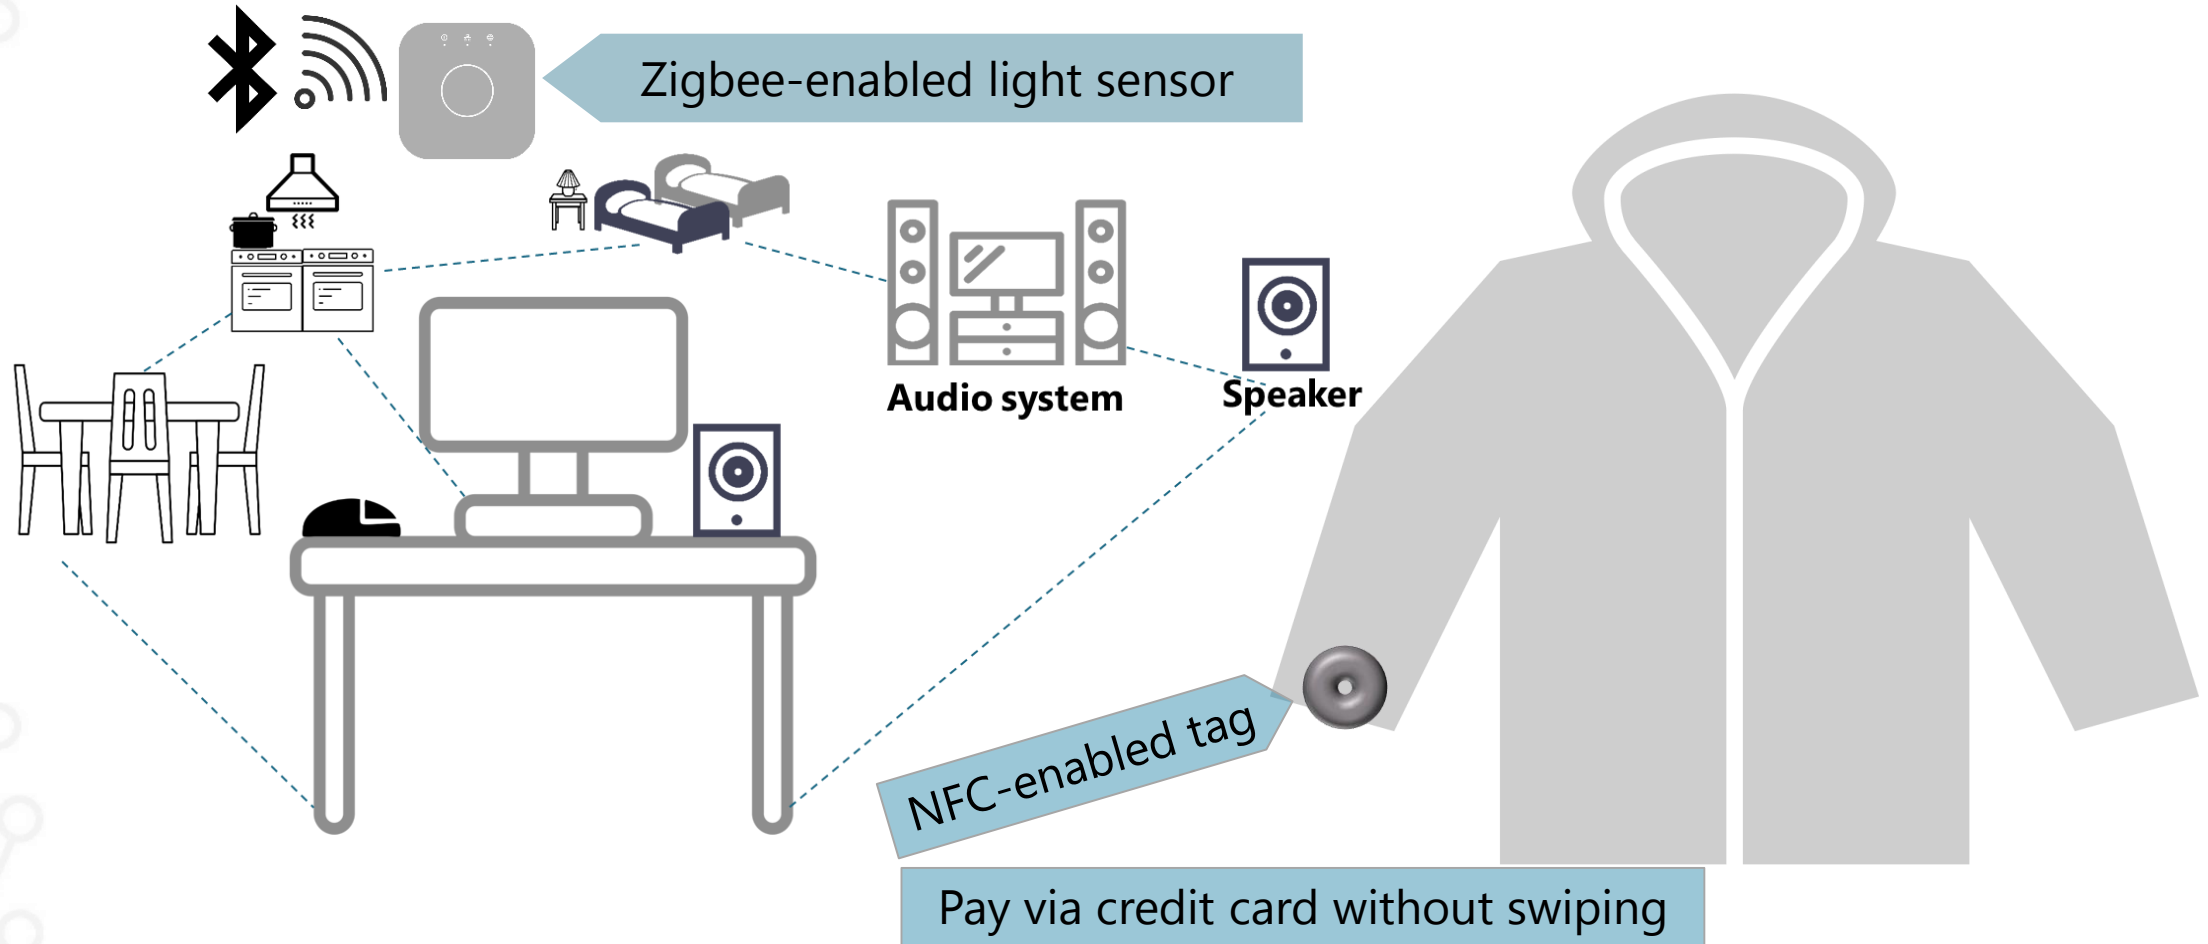 Zigbee-enabled light sensor
Audio system
Speaker
NFC-enabled tag
Pay via credit card without swiping